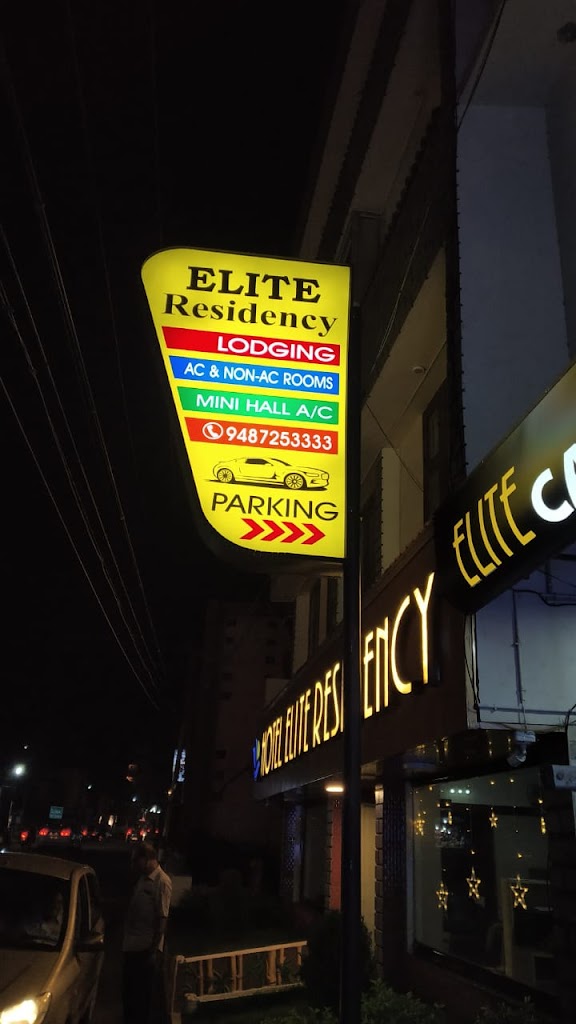 ELITE
Residency
LODGING
AC & NON-AC ROOMS
MINI HALL A/C
9487253333
PARKING
HOTEL ELITE RESIDENCY
ELITE